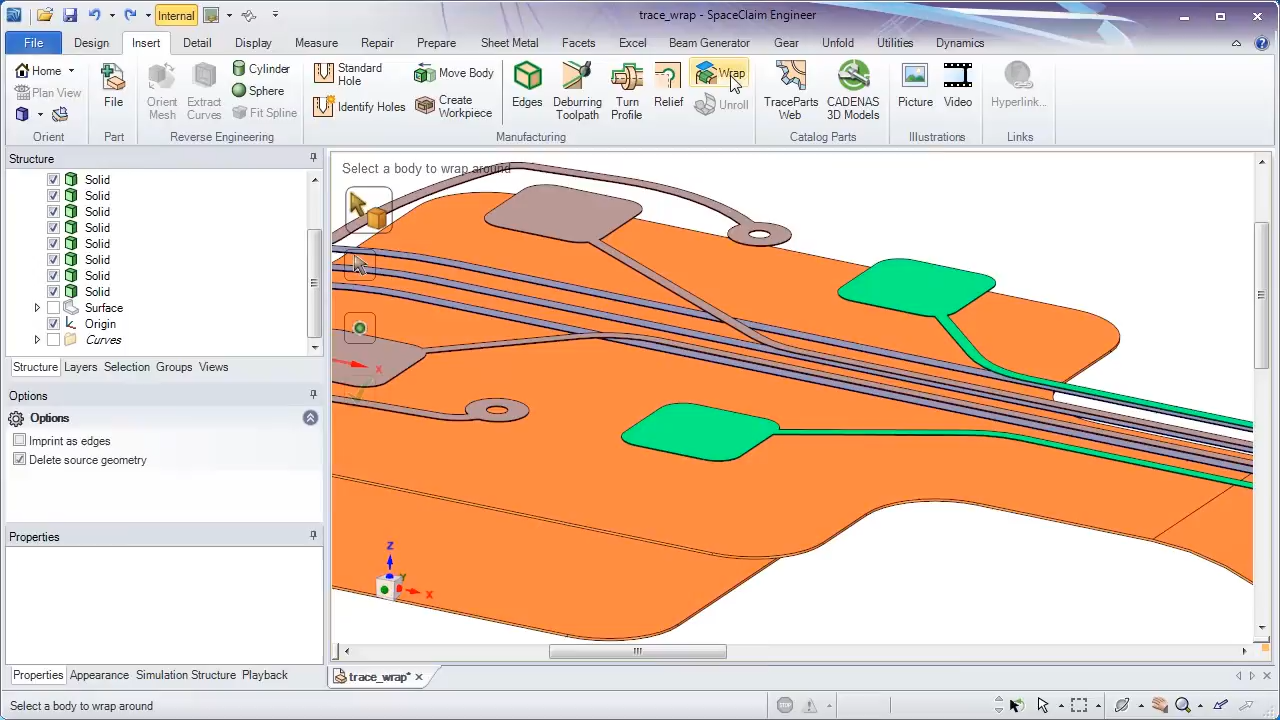 Internal
trace_wrap - SpaceClaim Engineer
File Design Insert Detail Display Measure Repair Prepare Sheet Metal Facets Excel Beam Generator Gear Unfold Utilities Dynamics
Home
Plan View
Orient
File
Part
Orient Mesh
Extract Curves
Cylinder
Sphere
Fit Spline
Reverse Engineering
Standard Hole
Identify Holes
Move Body
Create Workpiece
Edges
Deburring Toolpath
Turn Profile
Relief
Wrap
Unroll
Manufacturing
TraceParts Web
CADENAS 3D Models
Catalog Parts
Picture
Video
Illustrations
Hyperlink...
Links
Structure
Solid
Solid
Solid
Solid
Solid
Solid
Solid
Solid
Surface
Origin
Curves
Structure Layers Selection Groups Views
Options
Options
Imprint as edges
Delete source geometry
Properties
Properties Appearance Simulation Structure Playback
Select a body to wrap around
X
Z
Y
X
trace_wrap*
Select a body to wrap around